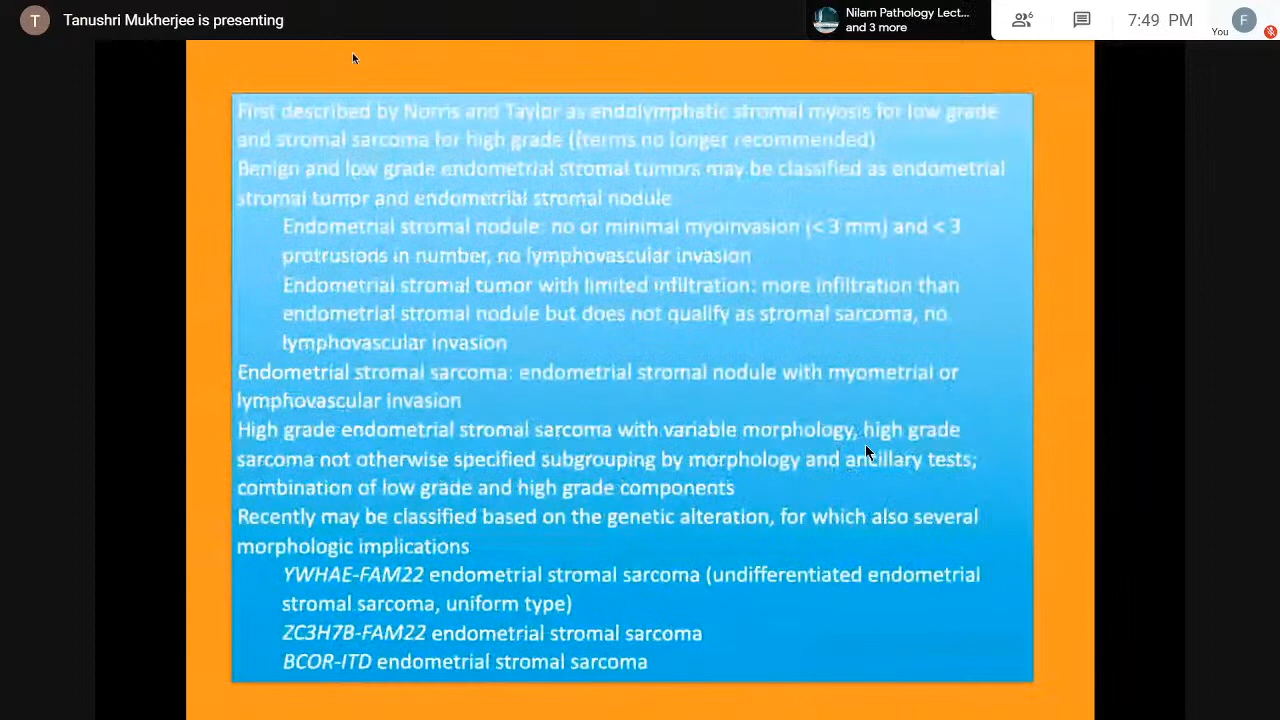 T Tanushri Mukherjee is presenting
Nilam Pathology Lect...
and 3 more
6
7:49 PM
You
F
First described by Norris and Taylor as endolymphatic stromal myosis for low grade
and stromal sarcoma for high grade ((terms no longer recommended)
Benign and low grade endometrial stromal tumors may be classified as endometrial
stromal tumor and endometrial stromal nodule
Endometrial stromal nodule: no or minimal myoinvasion (< 3 mm) and < 3
protrusions in number, no lymphovascular invasion
Endometrial stromal tumor with limited infiltration: more infiltration than
endometrial stromal nodule but does not qualify as stromal sarcoma, no
lymphovascular invasion
Endometrial stromal sarcoma: endometrial stromal nodule with myometrial or
lymphovascular invasion
High grade endometrial stromal sarcoma with variable morphology, high grade
sarcoma not otherwise specified subgrouping by morphology and ancillary tests;
combination of low grade and high grade components
Recently may be classified based on the genetic alteration, for which also several
morphologic implications
YWHAE-FAM22 endometrial stromal sarcoma (undifferentiated endometrial
stromal sarcoma, uniform type)
ZC3H7B-FAM22 endometrial stromal sarcoma
BCOR-ITD endometrial stromal sarcoma